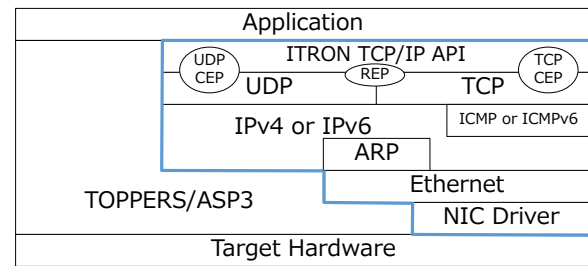 Application
ITRON TCP/IP API
UDP
CEP
REP
TCP
CEP
UDP
TCP
IPv4 or IPv6
ICMP or ICMPv6
ARP
Ethernet
TOPPERS/ASP3
NIC Driver
Target Hardware